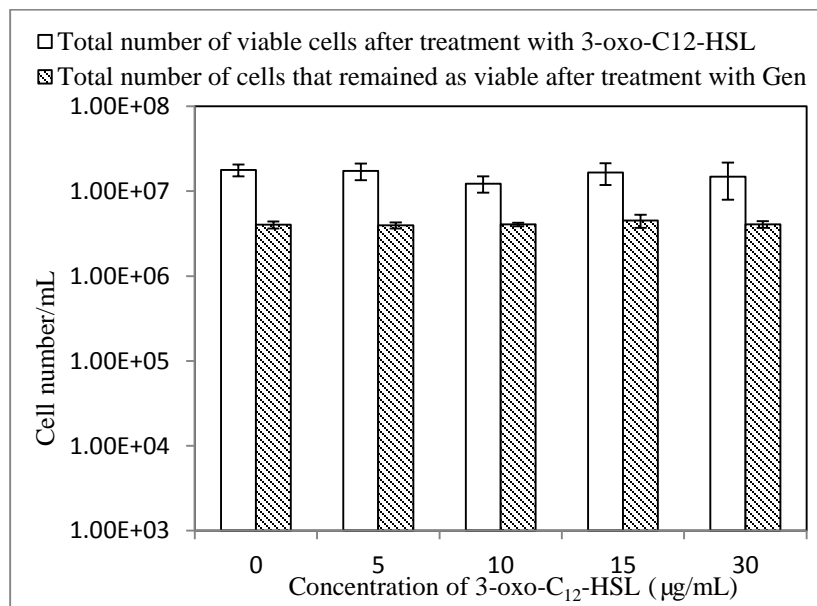 Total number of viable cells after treatment with 3-oxo-C12-HSL
Total number of cells that remained as viable after treatment with Gen
1.00E+08
1.00E+07
1.00E+06
1.00E+05
1.00E+04
1.00E+03
Cell number/mL
0 5 10 15 30
Concentration of 3-oxo-C₁₂-HSL (µg/mL)